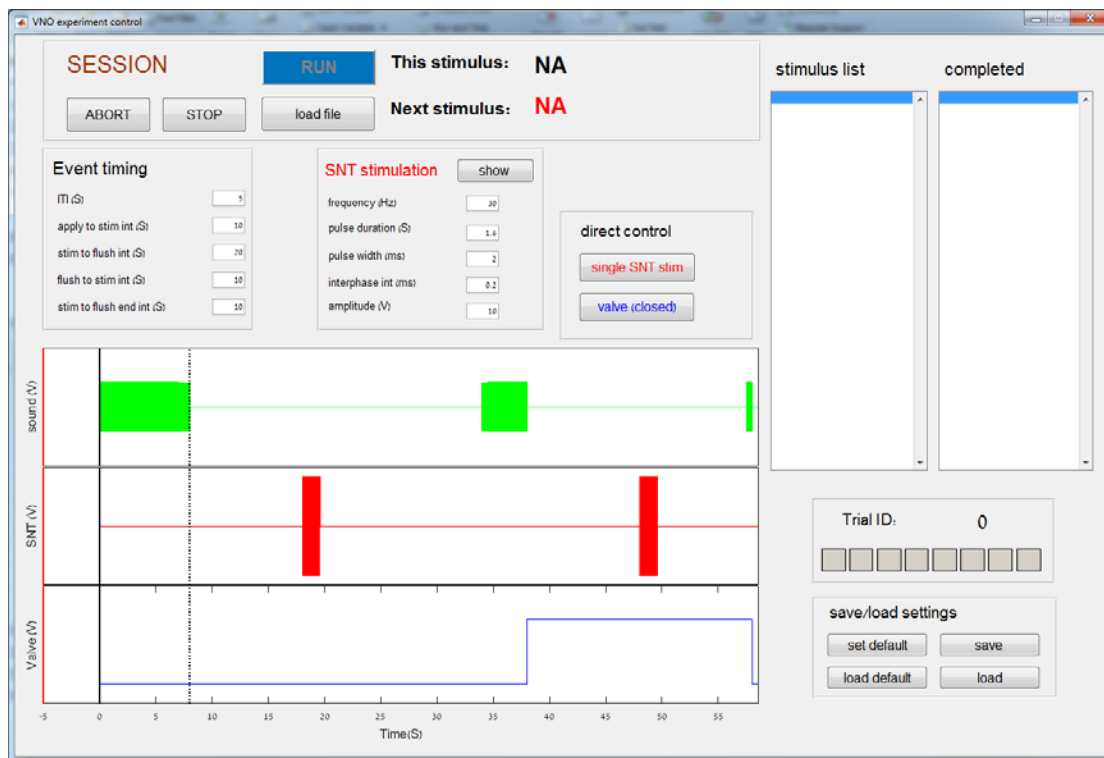 VNO experiment control
SESSION
RUN
This stimulus:
NA
ABORT
STOP
load file
Next stimulus:
NA
stimulus list
completed
Event timing
ITI (S)
5
apply to stim int (S)
10
stim to flush int (S)
20
flush to stim int (S)
10
stim to flush end int (S)
10
SNT stimulation
show
frequency (Hz)
30
pulse duration (S)
1.6
pulse width (ms)
2
interphase int (ms)
0.2
amplitude (V)
10
direct control
single SNT stim
valve (closed)
sound (V)
SNT (V)
Valve(V)
-5 0 5 10 15 20 25 30 35 40 45 50 55
Time(S)
Trial ID:
0
save/load settings
set default
save
load default
load